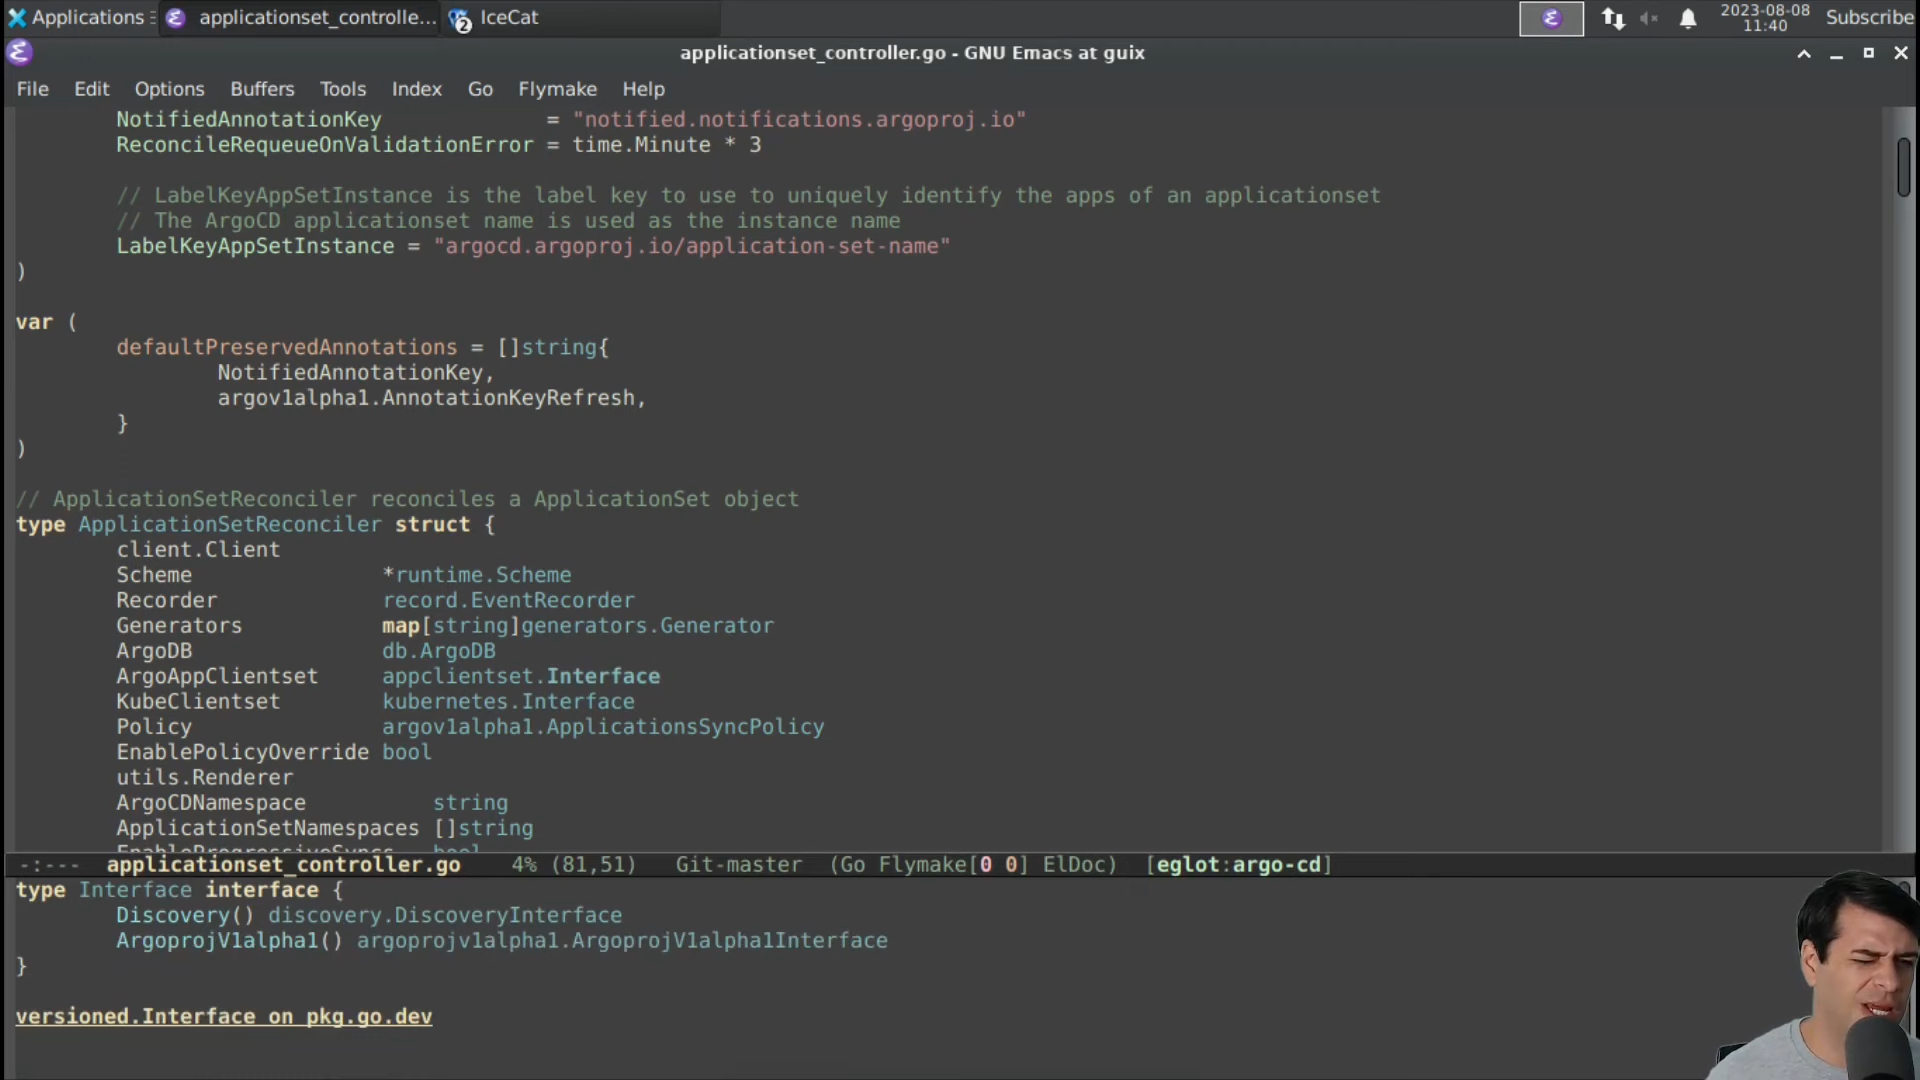 Applications
applicationset_controlle...
2 IceCat
2023-08-08
11:40
Subscribe
applicationset_controller.go - GNU Emacs at guix
File Edit Options Buffers Tools Index Go Flymake Help
NotifiedAnnotationKey = "notified.notifications.argoproj.io"
ReconcileRequeueOnValidationError = time.Minute * 3
// LabelKeyAppSetInstance is the label key to use to uniquely identify the apps of an applicationset
// The ArgoCD applicationset name is used as the instance name
LabelKeyAppSetInstance = "argocd.argoproj.io/application-set-name"
)
var (
defaultPreservedAnnotations = []string{
NotifiedAnnotationKey,
argov1alpha1.AnnotationKeyRefresh,
}
)
// ApplicationSetReconciler reconciles a ApplicationSet object
type ApplicationSetReconciler struct {
client.Client
Scheme *runtime.Scheme
Recorder record.EventRecorder
Generators map[string]generators.Generator
ArgoDB db.ArgoDB
ArgoAppClientset appclientset.Interface
KubeClientset kubernetes.Interface
Policy argov1alpha1.ApplicationsSyncPolicy
EnablePolicyOverride bool
utils.Renderer
ArgoCDNamespace string
ApplicationSetNamespaces []string
EnableProgressiveSyncs bool
-:--- applicationset_controller.go 4% (81,51) Git-master (Go Flymake[0 0] ElDoc) [eglot:argo-cd]
type Interface interface {
Discovery() discovery.DiscoveryInterface
ArgoprojV1alpha1() argoprojv1alpha1.ArgoprojV1alpha1Interface
}
versioned.Interface on pkg.go.dev